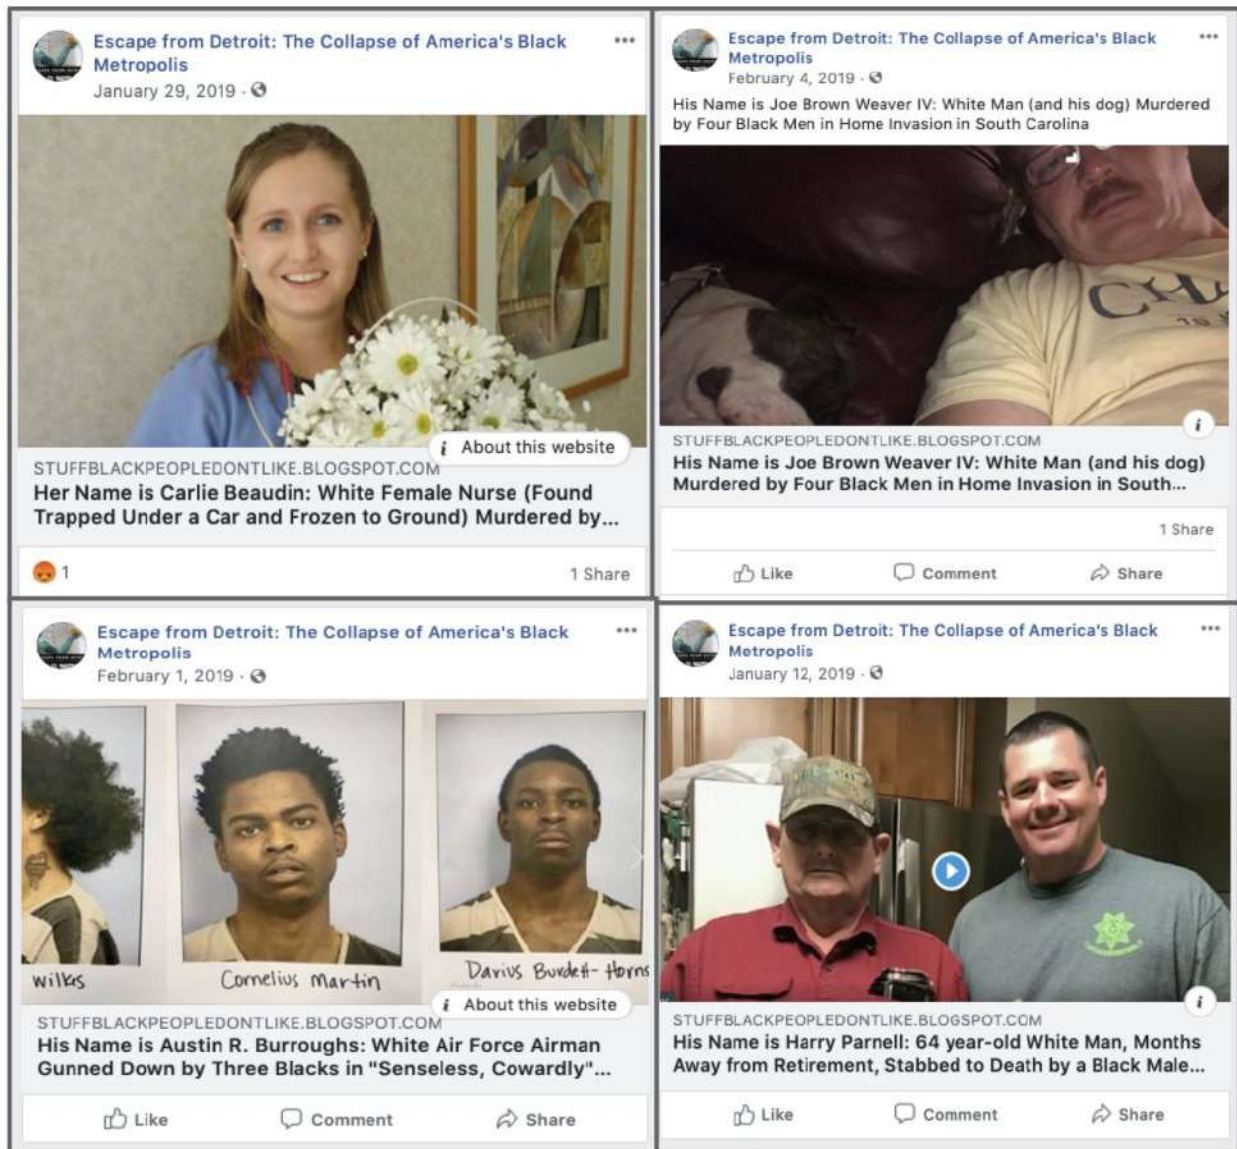 Escape from Detroit: The Collapse of America's Black
Metropolis
January 29, 2019
i About this website
STUFFBLACKPEOPLEDONTLIKE.BLOGSPOT.COM
Her Name is Carlie Beaudin: White Female Nurse (Found
Trapped Under a Car and Frozen to Ground) Murdered by...
1
1 Share
Escape from Detroit: The Collapse of America's Black
Metropolis
February 4, 2019
His Name is Joe Brown Weaver IV: White Man (and his dog) Murdered
by Four Black Men in Home Invasion in South Carolina
i
STUFFBLACKPEOPLEDONTLIKE.BLOGSPOT.COM
His Name is Joe Brown Weaver IV: White Man (and his dog)
Murdered by Four Black Men in Home Invasion in South...
1 Share
Like Comment Share
Escape from Detroit: The Collapse of America's Black
Metropolis
February 1, 2019
Wilkis Cornelius Martin Darius Burdett-Horns
i About this website
STUFFBLACKPEOPLEDONTLIKE.BLOGSPOT.COM
His Name is Austin R. Burroughs: White Air Force Airman
Gunned Down by Three Blacks in "Senseless, Cowardly"...
Like Comment Share
Escape from Detroit: The Collapse of America's Black
Metropolis
January 12, 2019
i
STUFFBLACKPEOPLEDONTLIKE.BLOGSPOT.COM
His Name is Harry Parnell: 64 year-old White Man, Months
Away from Retirement, Stabbed to Death by a Black Male...
Like Comment Share